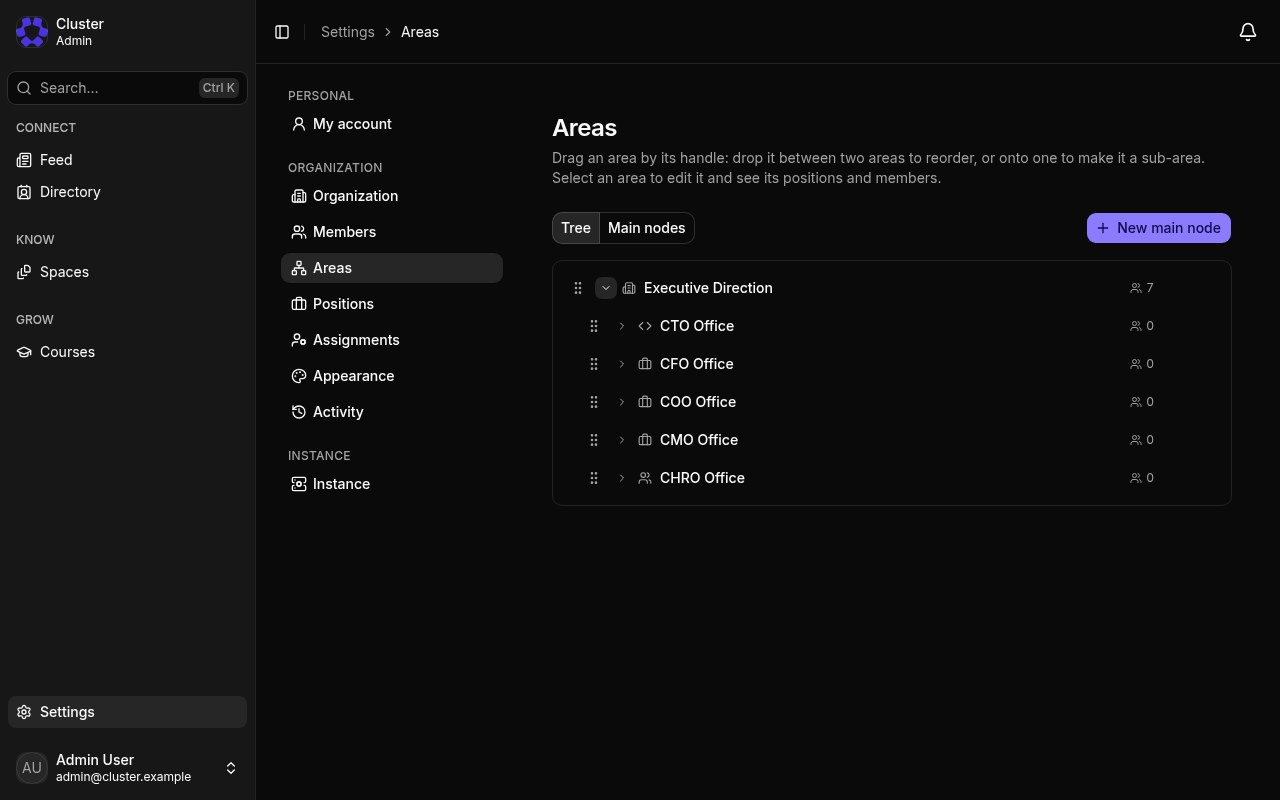 Cluster
Admin
Search...
Ctrl K
CONNECT
Feed
Directory
KNOW
Spaces
GROW
Courses
Settings
AU
Admin User
admin@cluster.example
Settings
Areas
PERSONAL
My account
ORGANIZATION
Organization
Members
Areas
Positions
Assignments
Appearance
Activity
INSTANCE
Instance
Areas
Drag an area by its handle: drop it between two areas to reorder, or onto one to make it a sub-area.
Select an area to edit it and see its positions and members.
Tree
Main nodes
New main node
Executive Direction
7
CTO Office
0
CFO Office
0
COO Office
0
CMO Office
0
CHRO Office
0